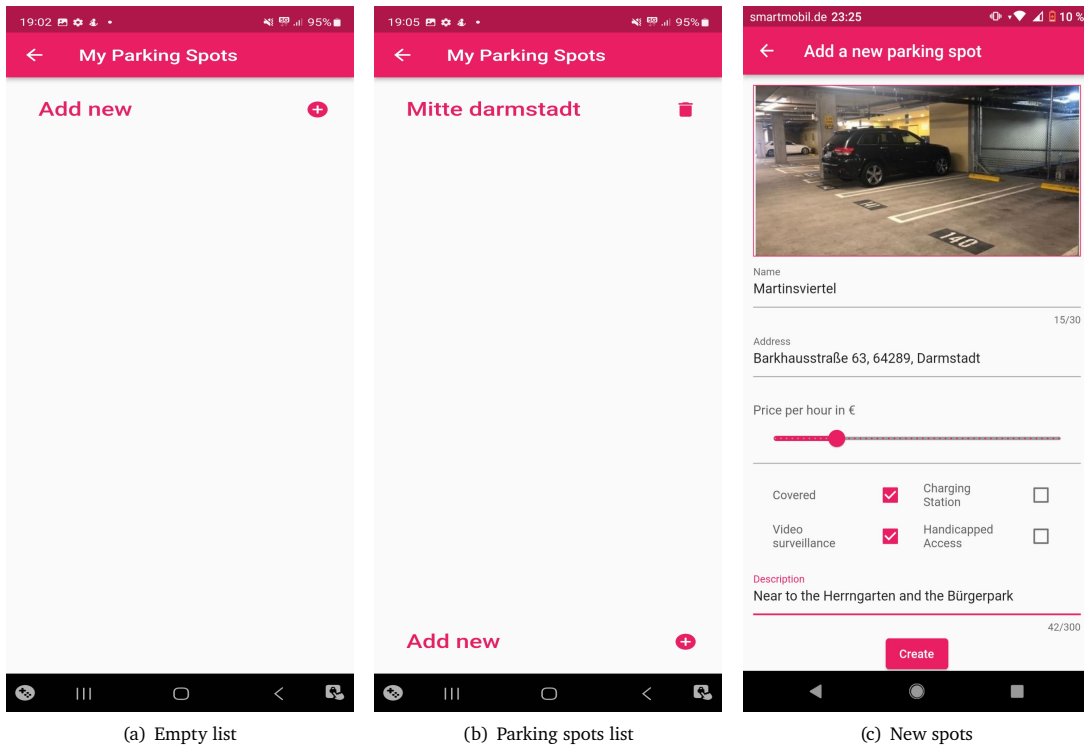 19:02 95%
My Parking Spots
Add new
(a) Empty list
19:05 95%
My Parking Spots
Mitte darmstadt
Add new
(b) Parking spots list
smartmobil.de 23:25 10 %
Add a new parking spot
140
Name
Martinsviertel
15/30
Address
Barkhausstraße 63, 64289, Darmstadt
Price per hour in €
Covered
Charging
Station
Video
surveillance
Handicapped
Access
Description
Near to the Herrngarten and the Bürgerpark
42/300
Create
(c) New spots